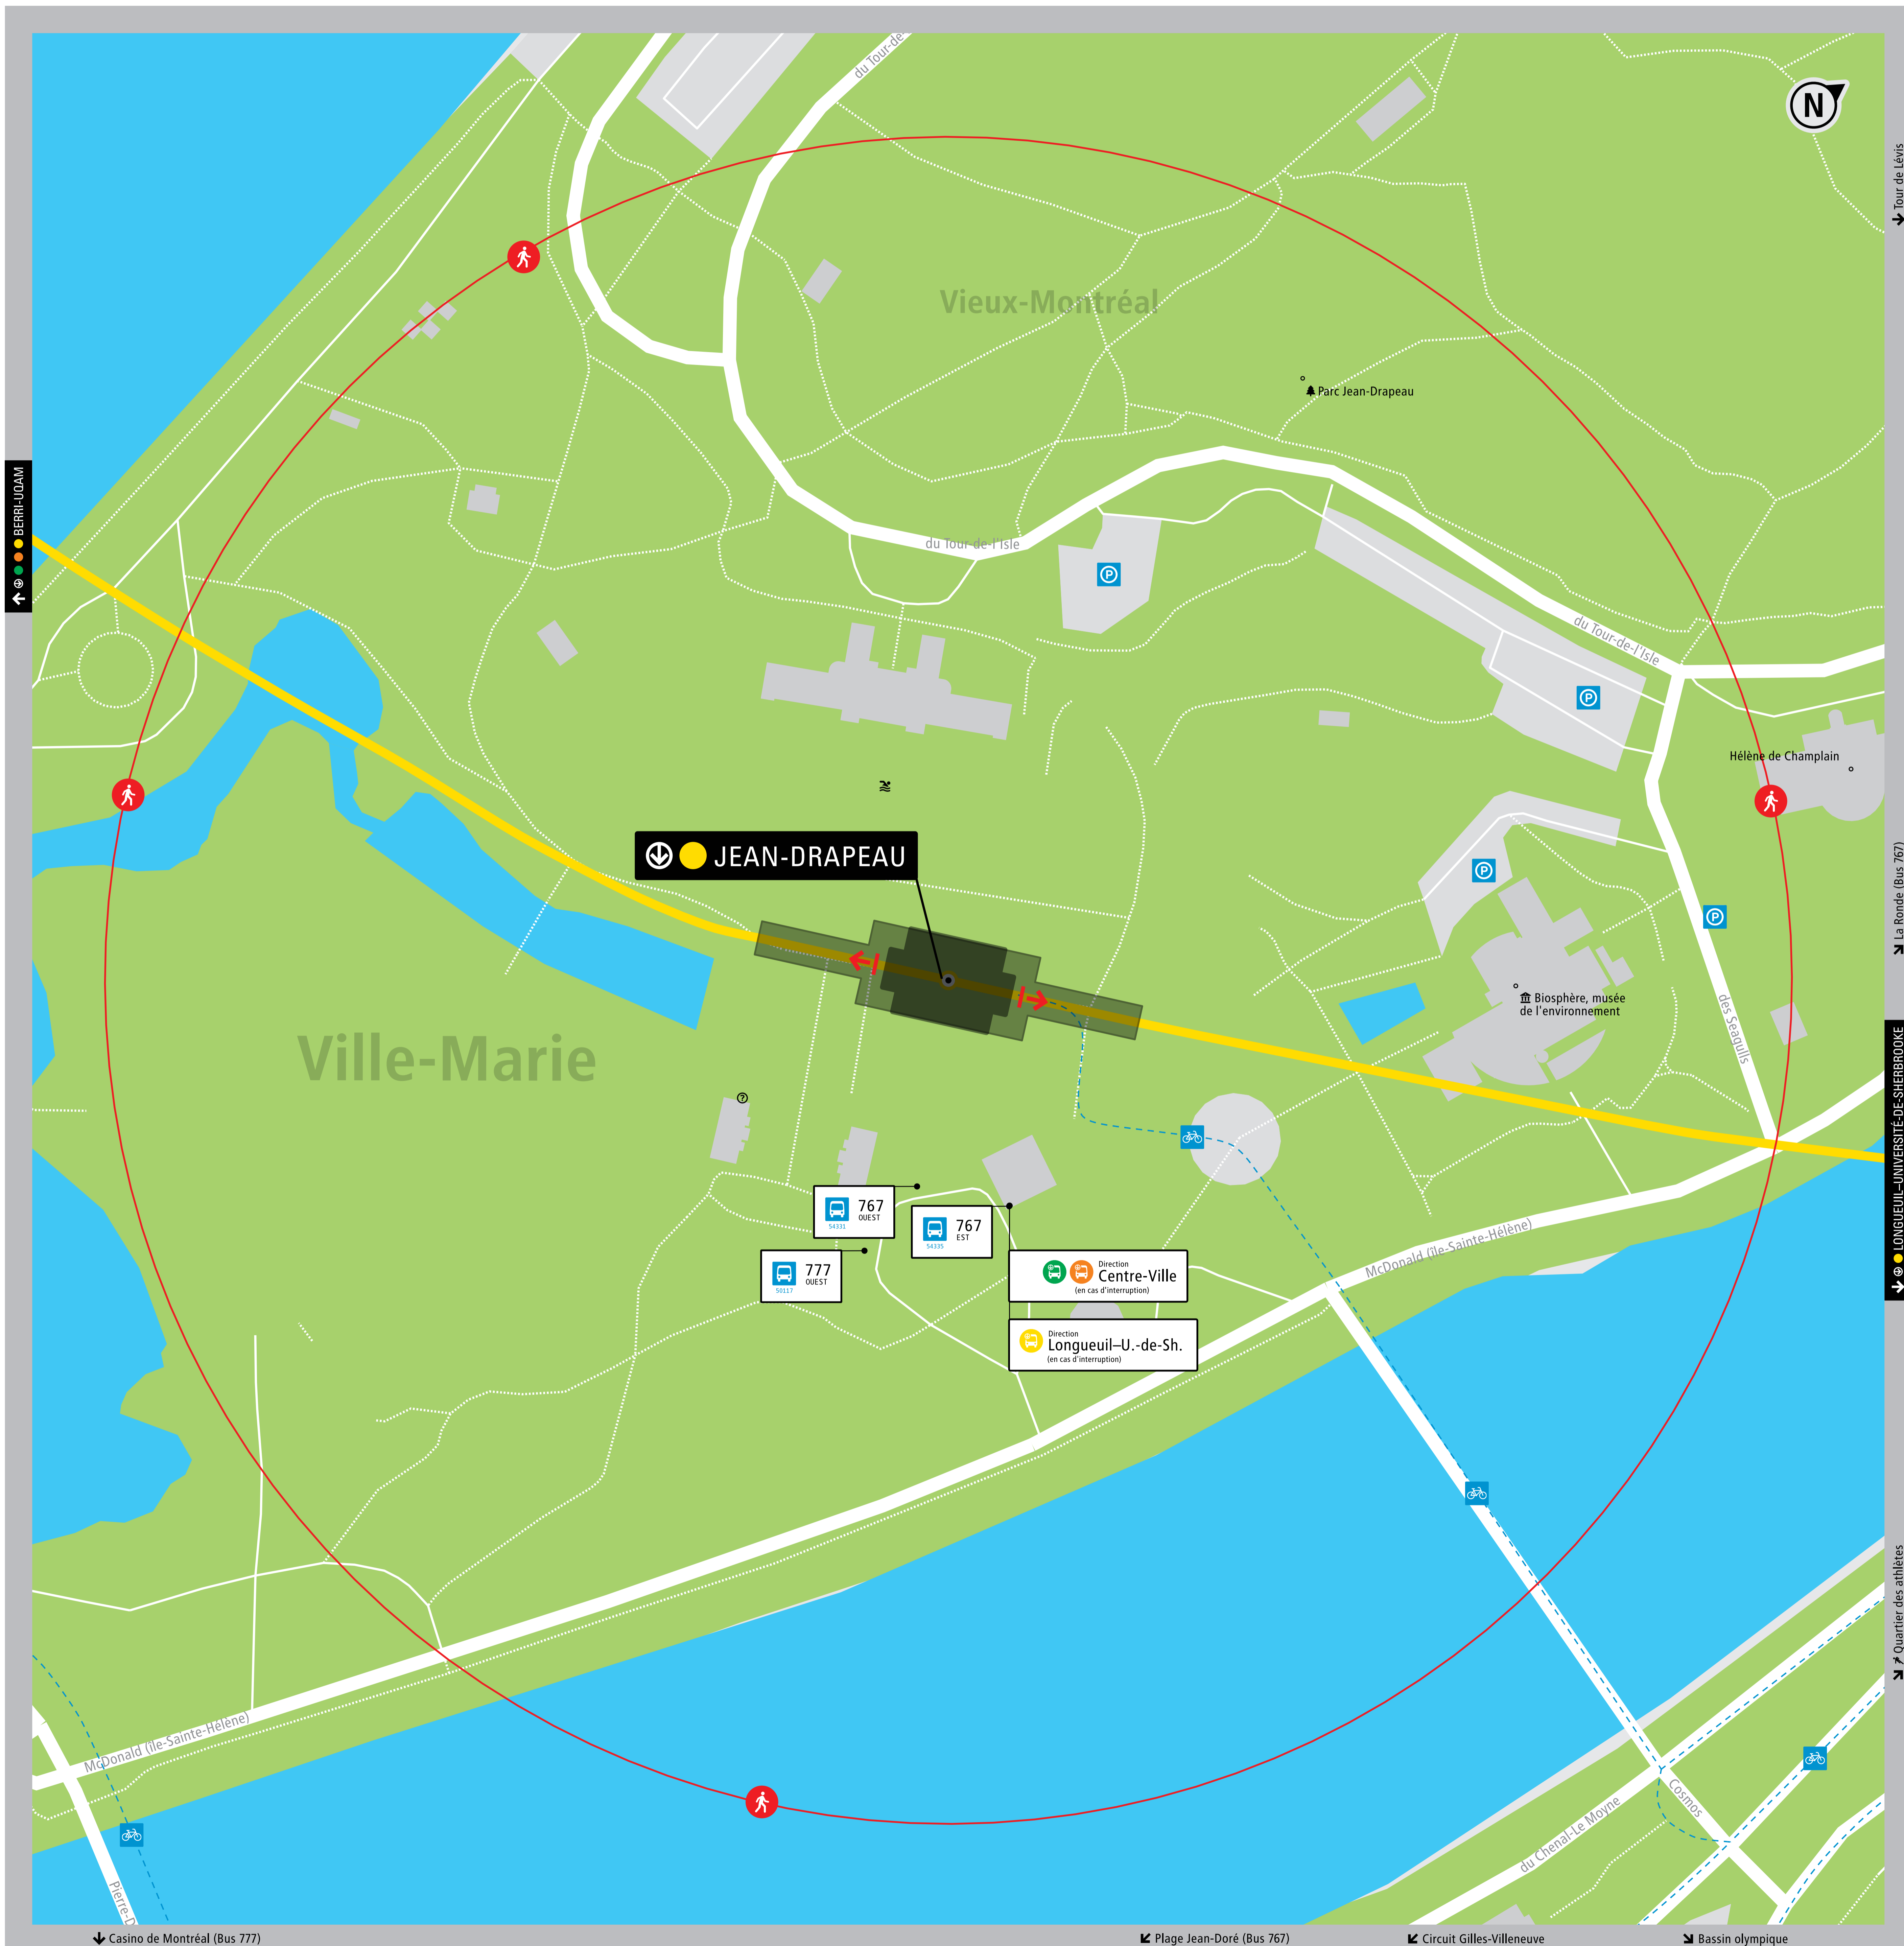 du Tour-de-
N
Tour de Lévis
Vieux-Montréal
Parc Jean-Drapeau
BERRI-UQAM
du Tour-de-l'Isle
P
du Tour-de-l'Isle
P
Hélène de Champlain
JEAN-DRAPEAU
P
P
La Ronde (Bus 767)
Biosphère, musée
de l'environnement
des Seagulls
Ville-Marie
?
LONGUEUIL–UNIVERSITÉ-DE-SHERBROOKE
767
OUEST
54331
767
EST
54335
777
OUEST
50117
Direction
Centre-Ville
(en cas d'interruption)
McDonald (île-Sainte-Hélène)
Direction
Longueuil–U.-de-Sh.
(en cas d'interruption)
Quartier des athlètes
McDonald (île-Sainte-Hélène)
Cosmos
du Chenal-Le Moyne
Pierre-D
Casino de Montréal (Bus 777)
Plage Jean-Doré (Bus 767)
Circuit Gilles-Villeneuve
Bassin olympique